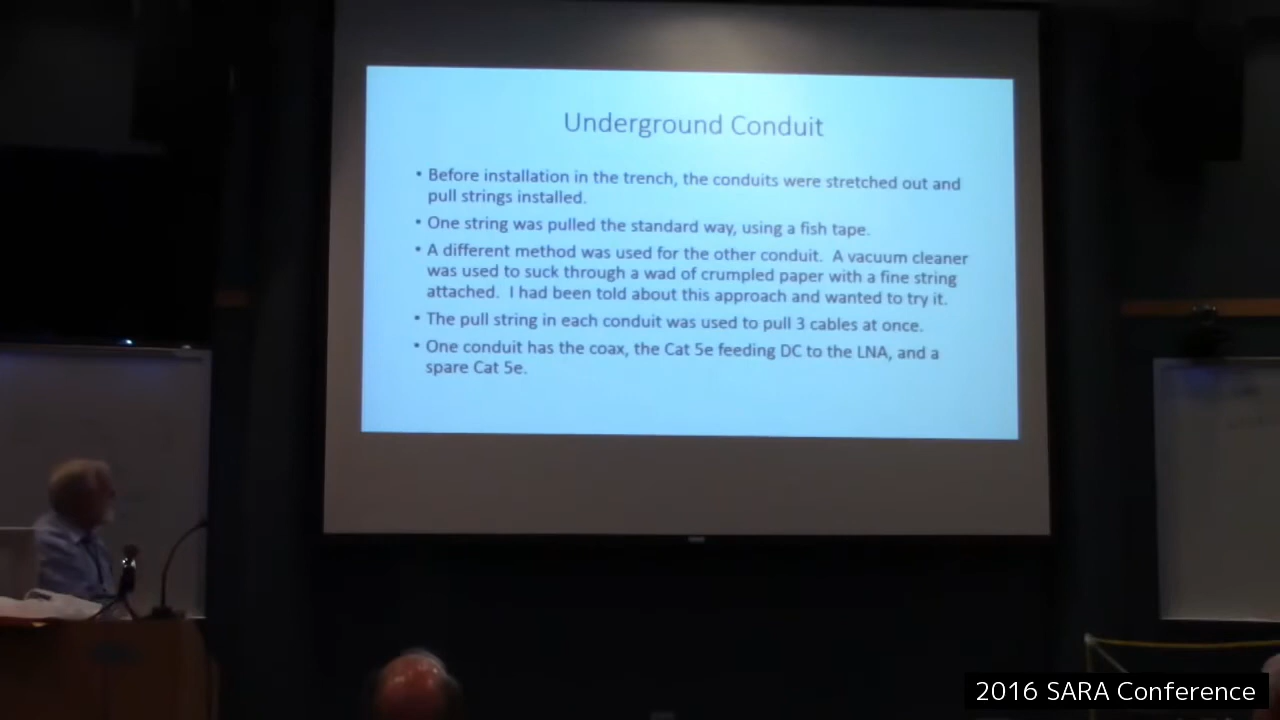 Underground Conduit
• Before installation in the trench, the conduits were stretched out and
pull strings installed.
• One string was pulled the standard way, using a fish tape.
• A different method was used for the other conduit. A vacuum cleaner
was used to suck through a wad of crumpled paper with a fine string
attached. I had been told about this approach and wanted to try it.
• The pull string in each conduit was used to pull 3 cables at once.
• One conduit has the coax, the Cat 5e feeding DC to the LNA, and a
spare Cat 5e.
2016 SARA Conference